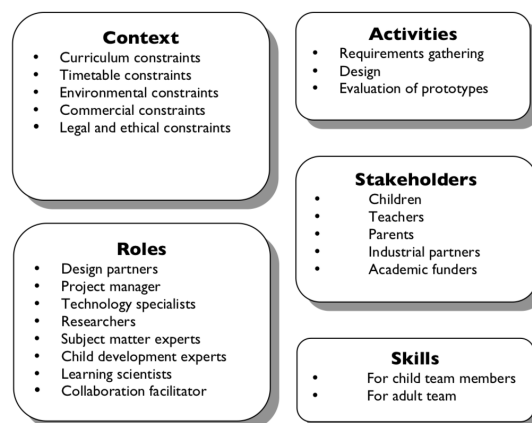 Context
• Curriculum constraints
• Timetable constraints
• Environmental constraints
• Commercial constraints
• Legal and ethical constraints
Activities
• Requirements gathering
• Design
• Evaluation of prototypes
Stakeholders
• Children
• Teachers
• Parents
• Industrial partners
• Academic funders
Roles
• Design partners
• Project manager
• Technology specialists
• Researchers
• Subject matter experts
• Child development experts
• Learning scientists
• Collaboration facilitator
Skills
• For child team members
• For adult team